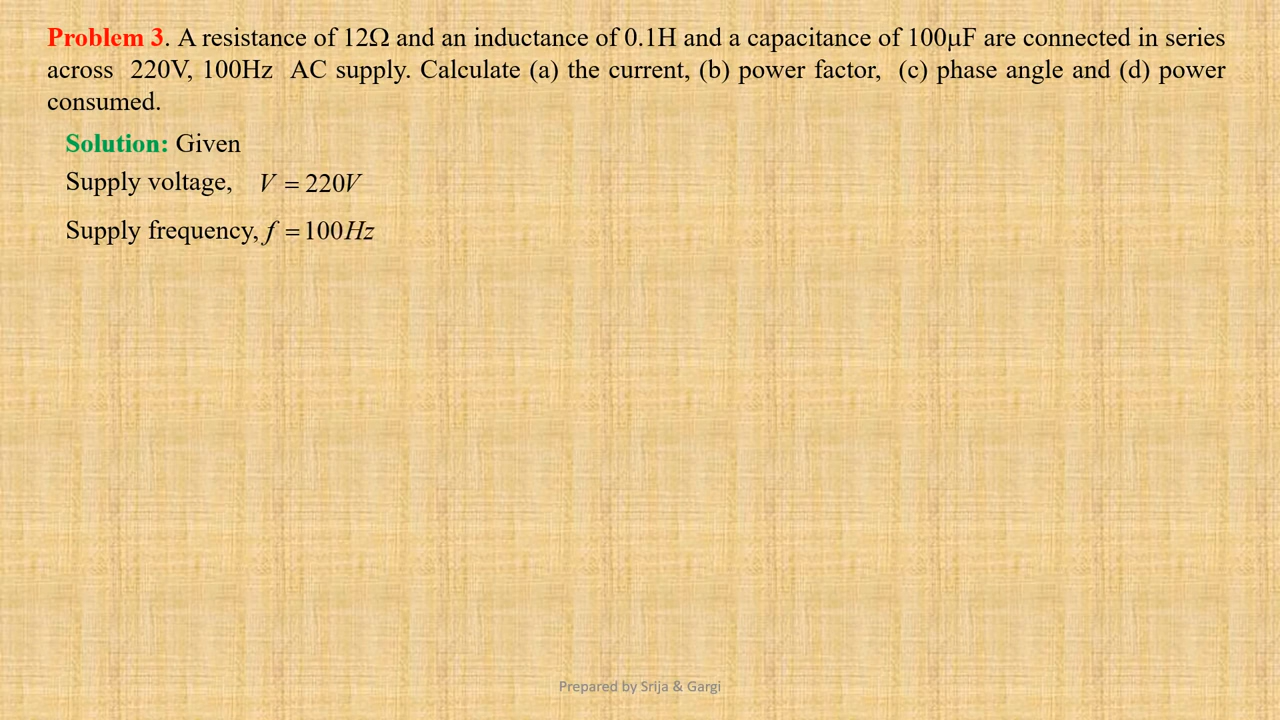 Problem 3. A resistance of 12Ω and an inductance of 0.1H and a capacitance of 100μF are connected in series
across 220V, 100Hz AC supply. Calculate (a) the current, (b) power factor, (c) phase angle and (d) power
consumed.
Solution: Given
Supply voltage, V = 220V
Supply frequency, f = 100Hz
Prepared by Srija & Gargi